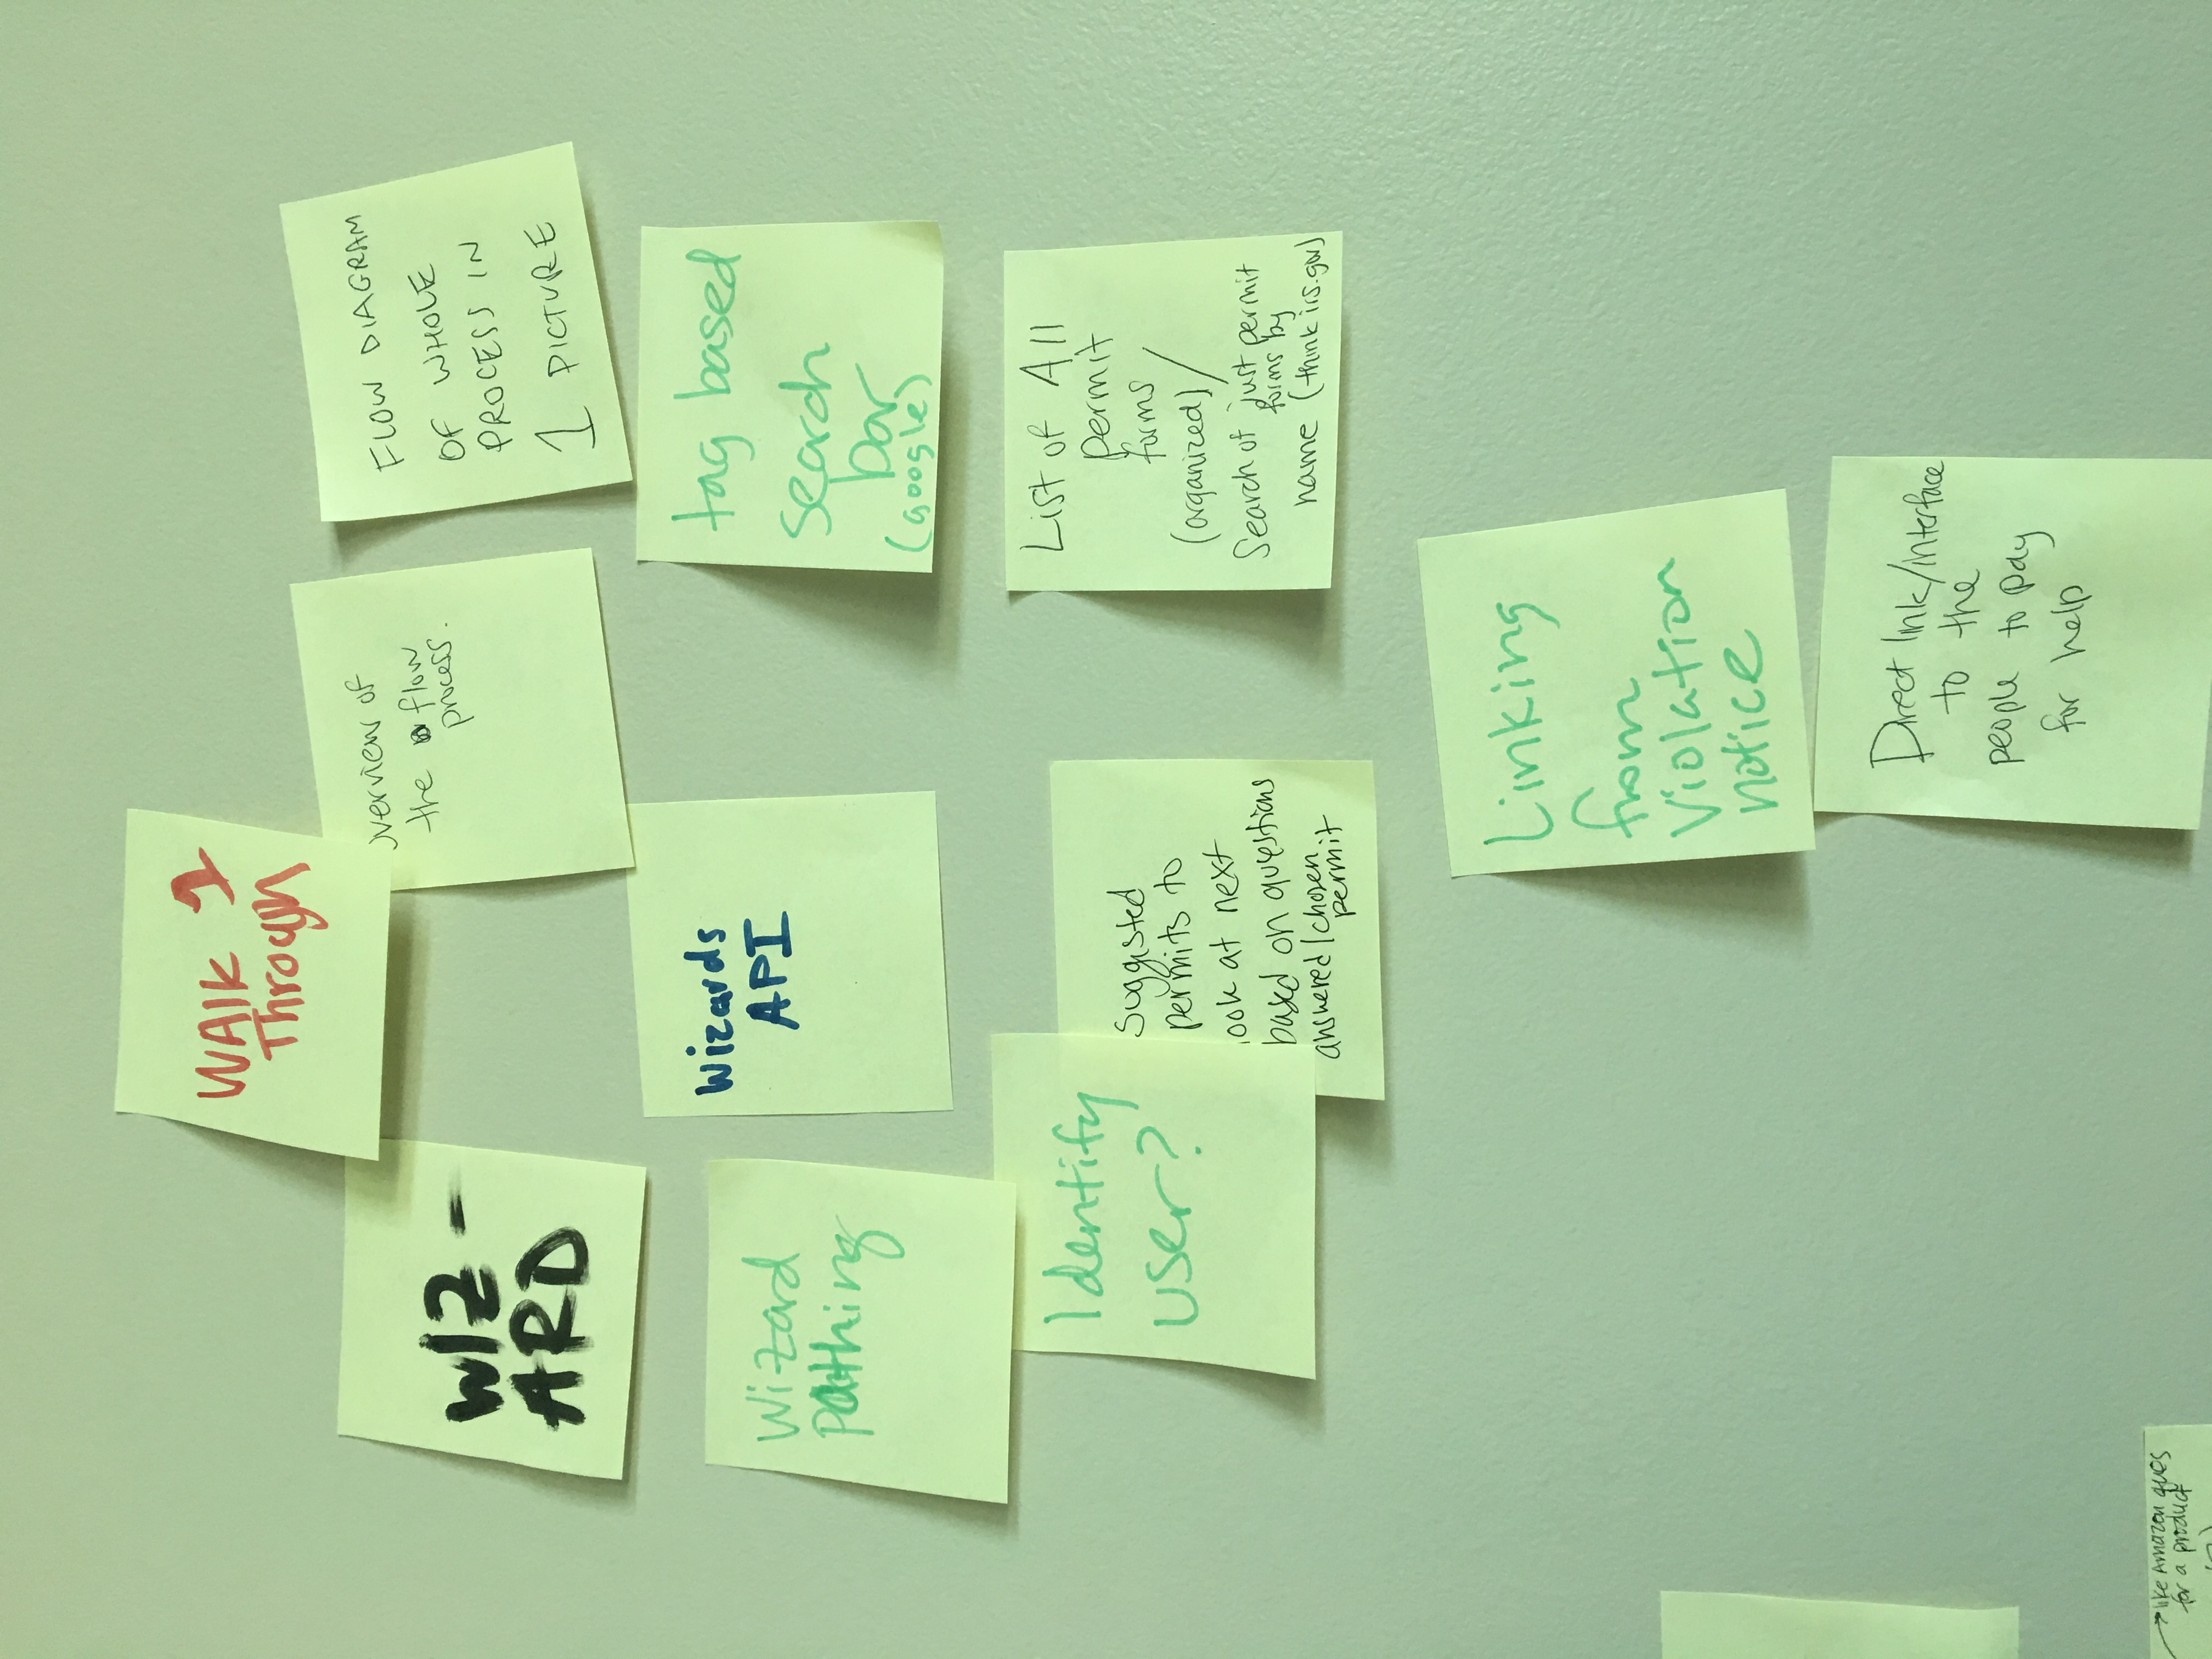 WAlk 1
Through
WIZ-
ARD
overview of
the flow
process.
FLOW DIAGRAM
OF WHOLE
PROCESS IN
1 PICTURE
Wizard
Pathing
Wizards
API
tag based
search
bar
(google)
Identify
user?
Suggested
permits to
look at next
based on questions
answered/chosen
permit
List of All
permit
forms
(organized)/
Search of just permit
forms by
name (think irs.gov)
Linking
from
Violation
notice
Direct link/interface
to the
people to pay
for help
→like Amazon ques
for a product